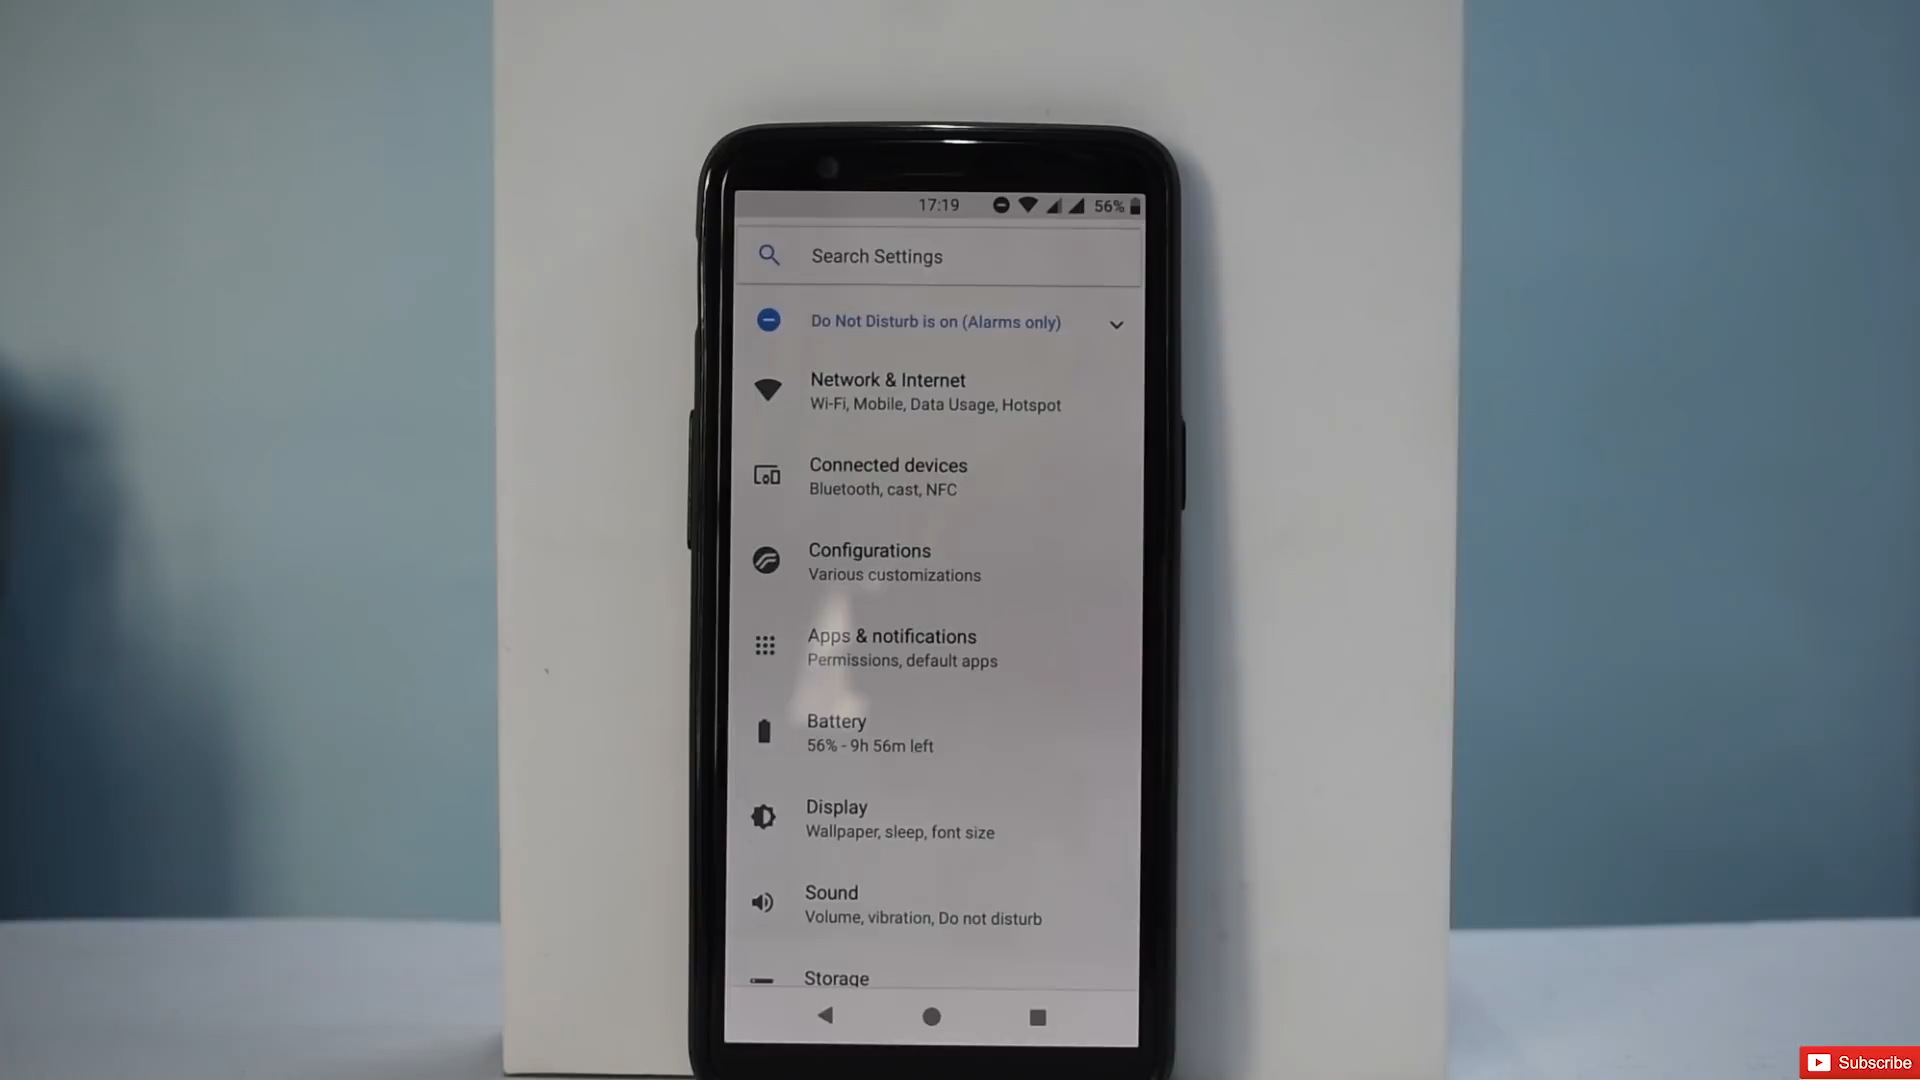 17:19 56%
Search Settings
Do Not Disturb is on (Alarms only)
Network & Internet
Wi-Fi, Mobile, Data Usage, Hotspot
Connected devices
Bluetooth, cast, NFC
Configurations
Various customizations
Apps & notifications
Permissions, default apps
Battery
56% - 9h 56m left
Display
Wallpaper, sleep, font size
Sound
Volume, vibration, Do not disturb
Storage
Subscribe